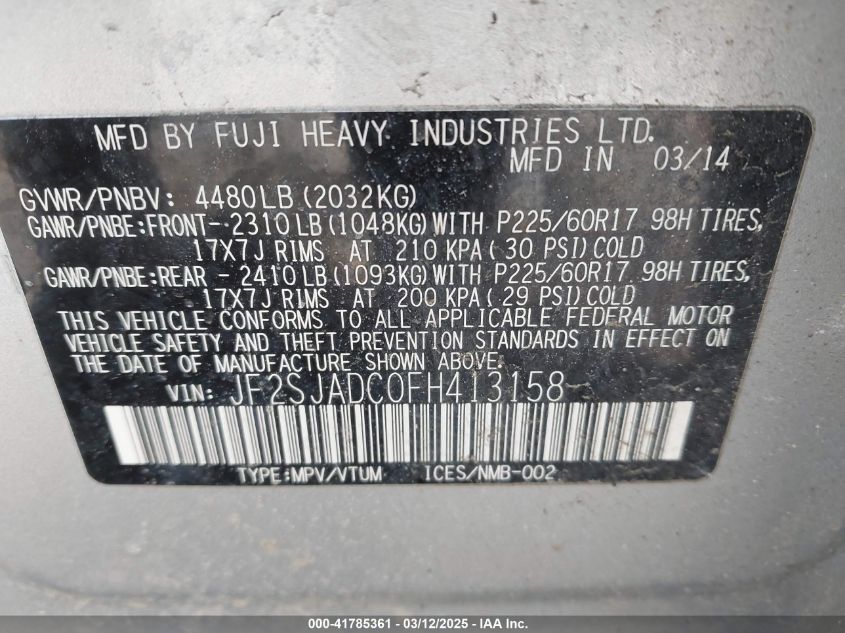 MFD BY FUJI HEAVY INDUSTRIES LTD.
MFD IN 03/14
GVWR/PNBV: 4480LB(2032KG)
GAWR/PNBE:FRONT-2310LB(1048KG)WITH P225/60R17 98H TIRES,
17X7J RIMS AT 210 KPA(30 PSI)COLD
GAWR/PNBE:REAR -2410LB(1093KG)WITH P225/60R17 98H TIRES,
17X7J RIMS AT 200 KPA(29 PSI)COLD
THIS VEHICLE CONFORMS TO ALL APPLICABLE FEDERAL MOTOR
VEHICLE SAFETY AND THEFT PREVENTION STANDARDS IN EFFECT ON
THE DATE OF MANUFACTURE SHOWN ABOVE.
VIN: JF2SJADC0FH413158
TYPE:MPV/VTUM ICES/NMB-002
000-41785361 - 03/12/2025 - IAA Inc.